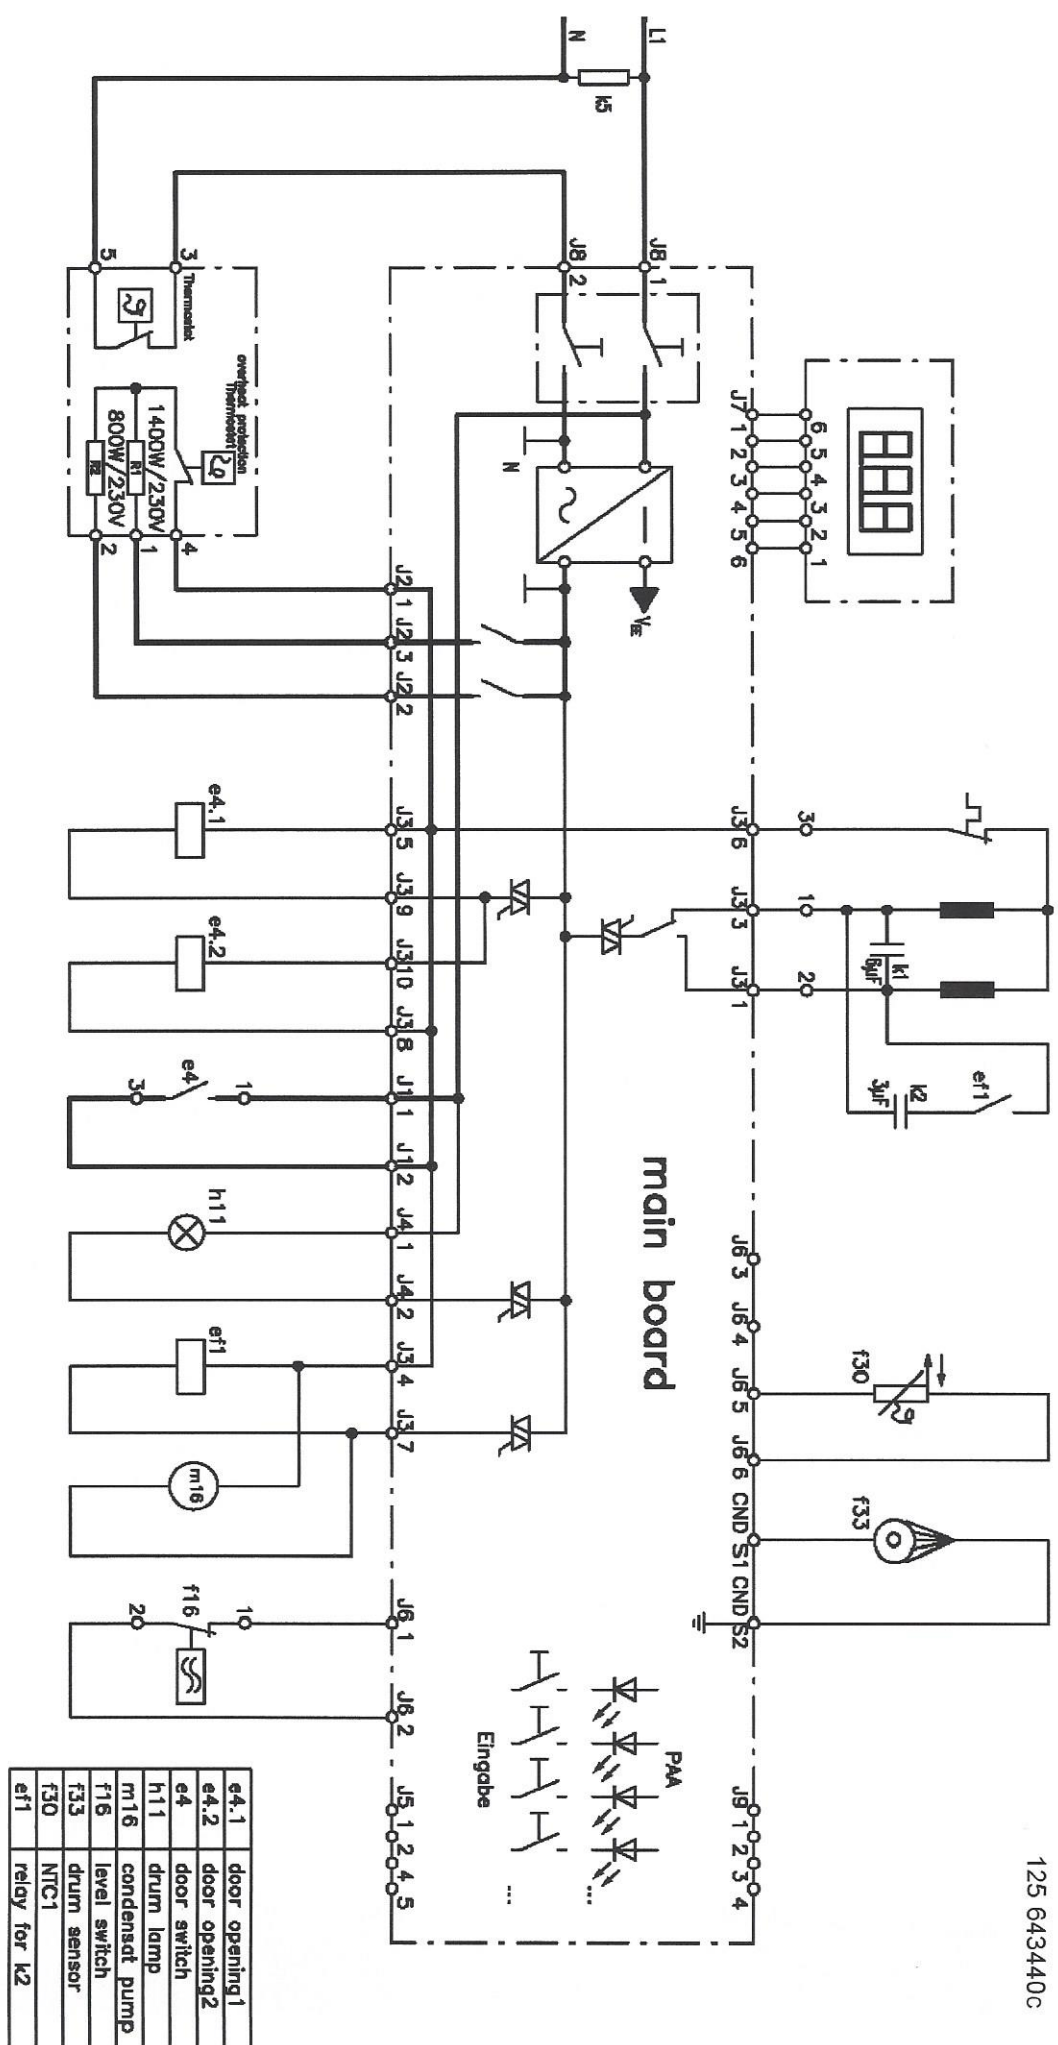 125 643440c
L1
N
k5
J8 1
J8 2
J7 1 2 3 4 5 6
6 5 4 3 2 1
N
VEE
5
3
Thermostat
overheat protection
Thermostat
1400W/230V
800W/230V
R1
R2
2
1
4
J2 1
J2 3
J2 2
J3 6
J3 3
J3 1
3
1
2
k1
6µF
k2
3µF
ef1
J3 5
J3 9
J3 10
J3 8
J1 1
J1 2
J4 1
J4 2
J3 4
J3 7
J6 1
J6 2
J5 1 2 4 5
e4.1
e4.2
e4
1
3
h11
ef1
m16
f16
1
2
main board
J6 3
J6 4
J6 5
J6 6
CND S1
CND S2
J9 1 2 3 4
f30
f33
PAA
...
Eingabe
...
e4.1 door opening1
e4.2 door opening2
e4 door switch
h11 drum lamp
m16 condensat pump
f16 level switch
f33 drum sensor
f30 NTC1
ef1 relay for k2